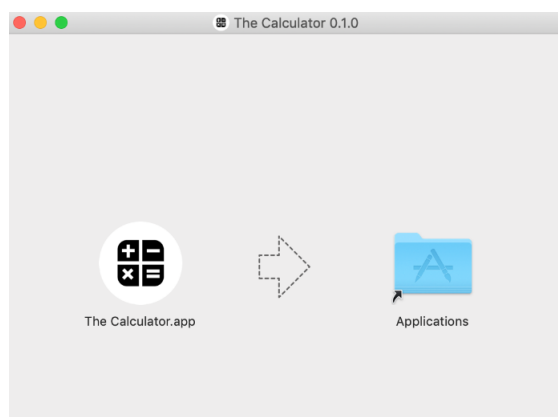 The Calculator 0.1.0
The Calculator.app
Applications